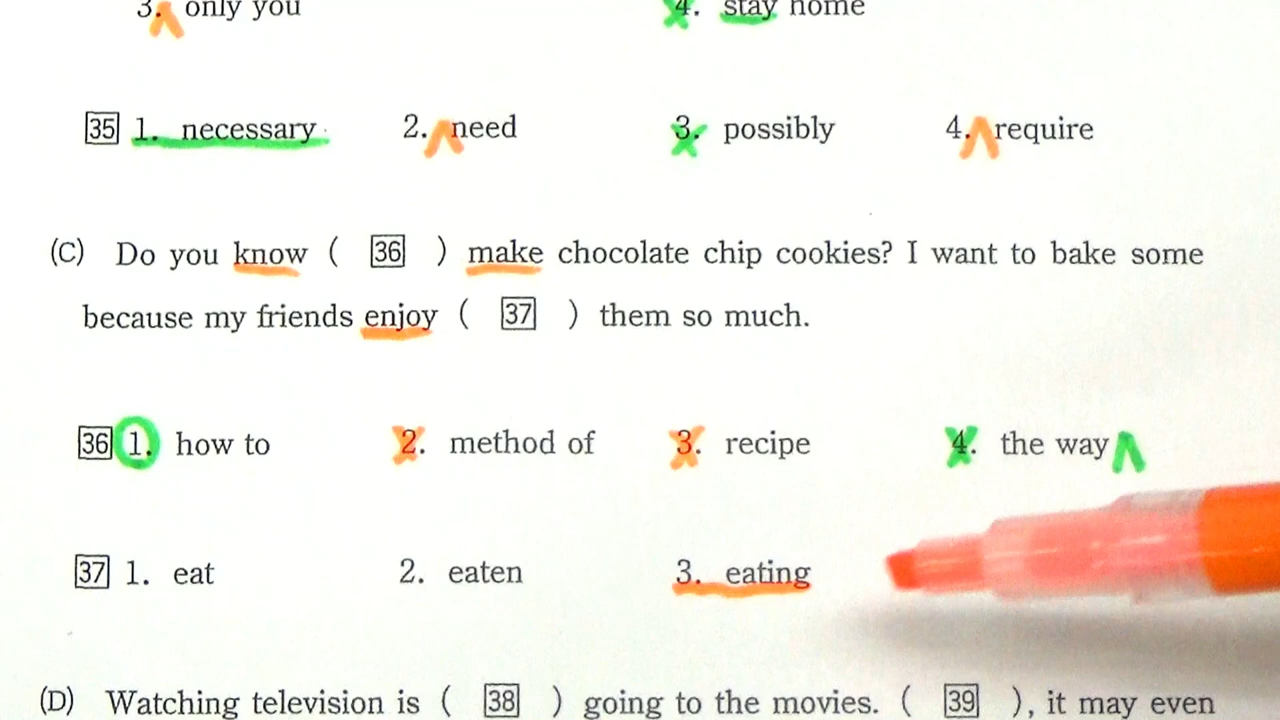 3. only you 4. stay home
35 1. necessary 2. need 3. possibly 4. require
(C) Do you know ( 36 ) make chocolate chip cookies? I want to bake some
because my friends enjoy ( 37 ) them so much.
36 1. how to 2. method of 3. recipe 4. the way
37 1. eat 2. eaten 3. eating
(D) Watching television is ( 38 ) going to the movies. ( 39 ), it may even